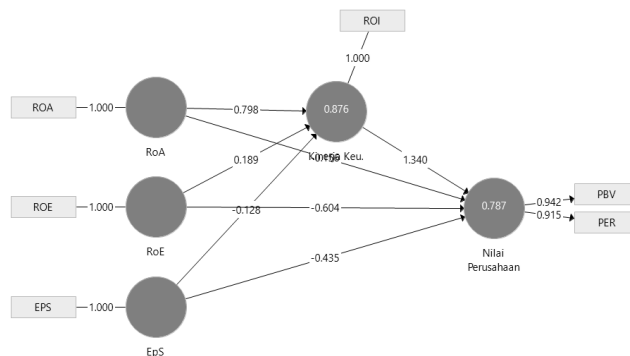 ROI
1.000
ROA
1.000
0.798
0.876
RoA
Kinerja Keu.
0.189
1.340
ROE
1.000
-0.128
-0.604
0.787
0.942
PBV
0.915
PER
RoE
Nilai
Perusahaan
-0.435
EPS
1.000
EpS